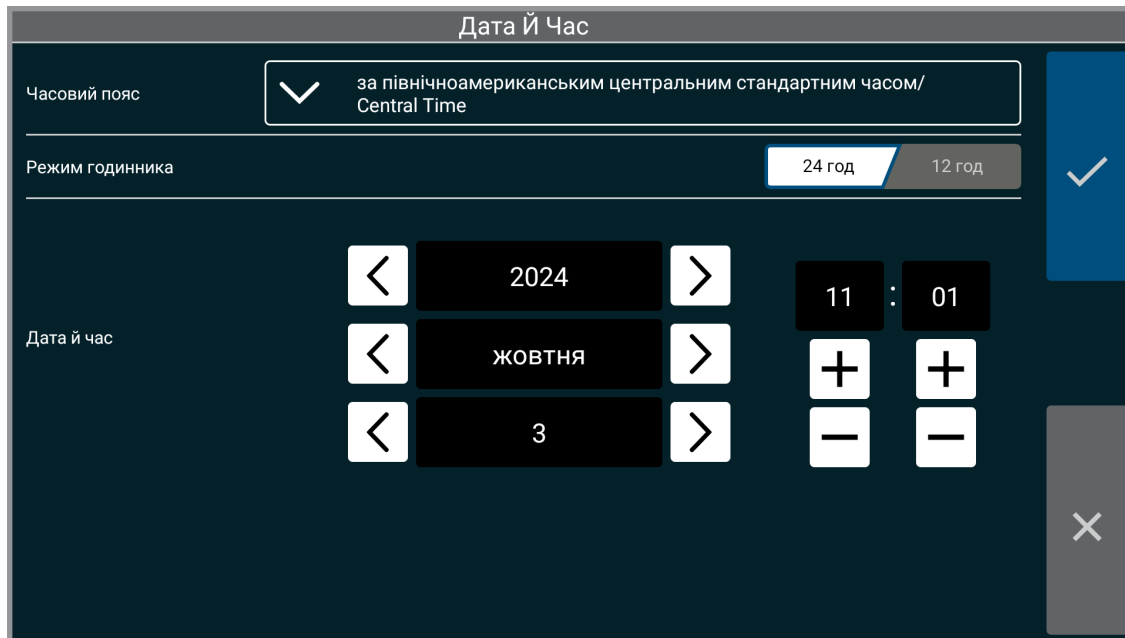 Дата Й Час
Часовий пояс
за північноамериканським центральним стандартним часом/
Central Time
Режим годинника
24 год
12 год
2024
11 : 01
Дата й час
жовтня
3